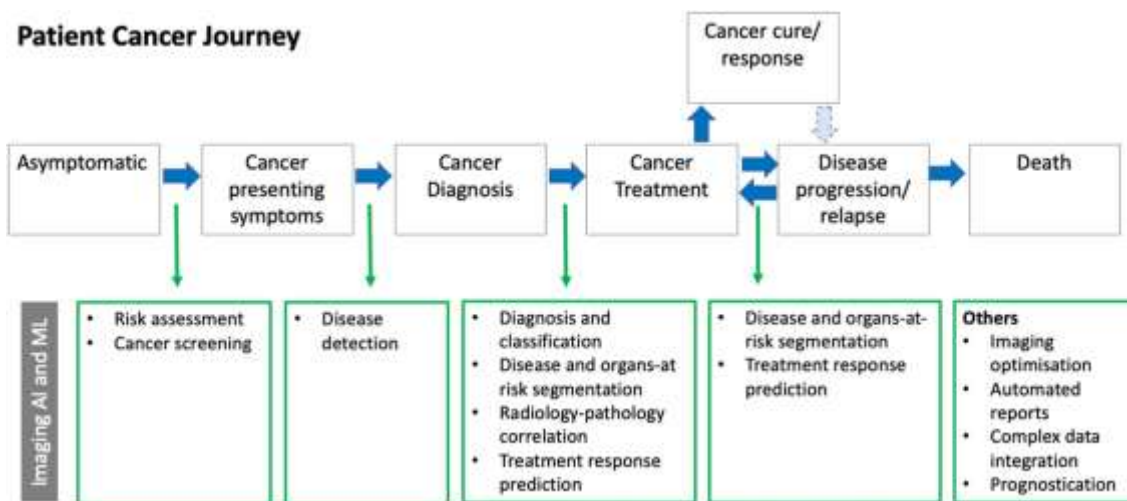 Patient Cancer Journey
Cancer cure/
response
Asymptomatic
Cancer
presenting
symptoms
Cancer
Diagnosis
Cancer
Treatment
Disease
progression/
relapse
Death
Imaging AI and ML
• Risk assessment
• Cancer screening
• Disease
detection
• Diagnosis and
classification
• Disease and organs-at
risk segmentation
• Radiology-pathology
correlation
• Treatment response
prediction
• Disease and organs-at-
risk segmentation
• Treatment response
prediction
Others
• Imaging
optimisation
• Automated
reports
• Complex data
integration
• Prognostication